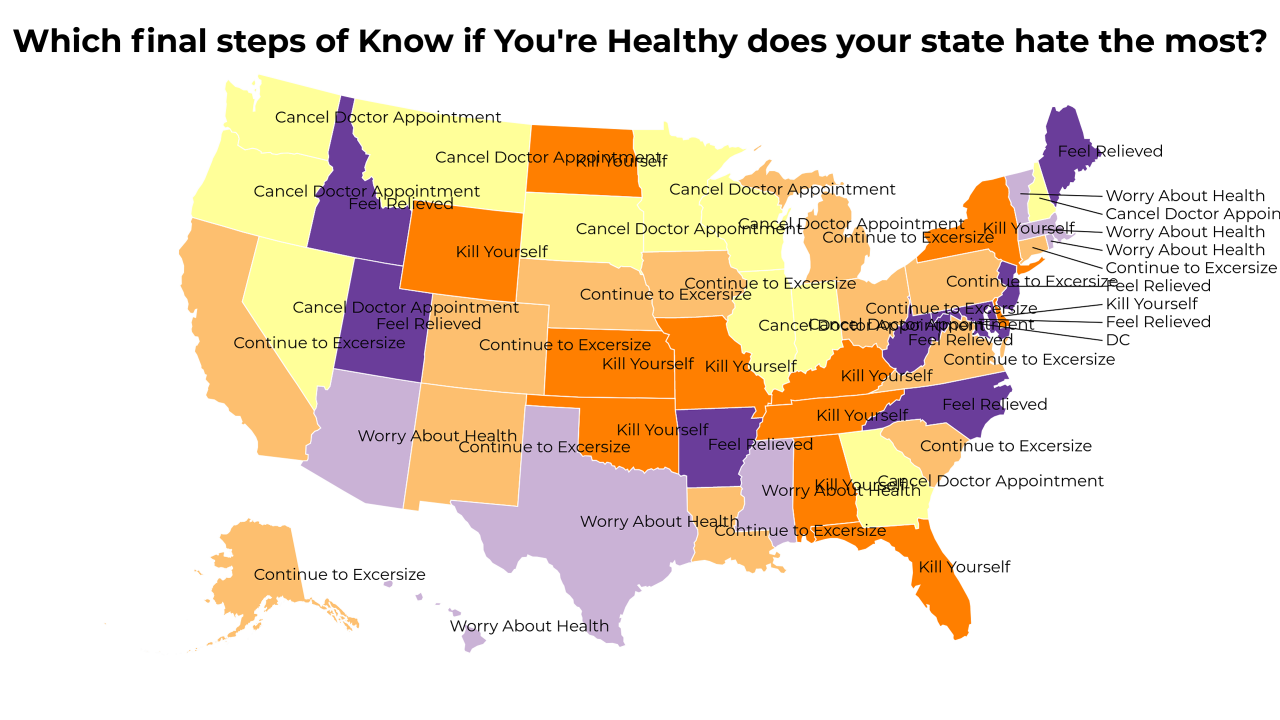 Which final steps of Know if You're Healthy does your state hate the most?
Cancel Doctor Appointment
Feel Relieved
Cancel Doctor Appointment
Kill Yourself
Cancel Doctor Appointment
Cancel Doctor Appointment
Worry About Health
Feel Relieved
Cancel Doctor Appoin
Cancel Doctor Appointment
Cancel Doctor Appointment
Kill Yourself
Worry About Health
Continue to Excersize
Worry About Health
Kill Yourself
Continue to Excersize
Continue to Excersize
Continue to Excersize
Continue to Excersize
Feel Relieved
Kill Yourself
Cancel Doctor Appointment
Continue to Excersize
Feel Relieved
Feel Relieved
Cancel Doctor Appointment
Cancel Doctor Appointment
Feel Relieved
DC
Continue to Excersize
Continue to Excersize
Continue to Excersize
Kill Yourself
Kill Yourself
Kill Yourself
Feel Relieved
Kill Yourself
Kill Yourself
Worry About Health
Continue to Excersize
Feel Relieved
Continue to Excersize
Kill Yourself
Cancel Doctor Appointment
Worry About Health
Worry About Health
Continue to Excersize
Kill Yourself
Continue to Excersize
Worry About Health